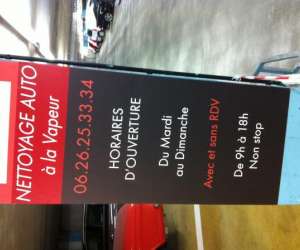 NETTOYAGE AUTO
à la Vapeur
06.26.25.33.34
HORAIRES
D'OUVERTURE
Du Mardi
au Dimanche
Avec et sans RDV
De 9h à 18h
Non stop